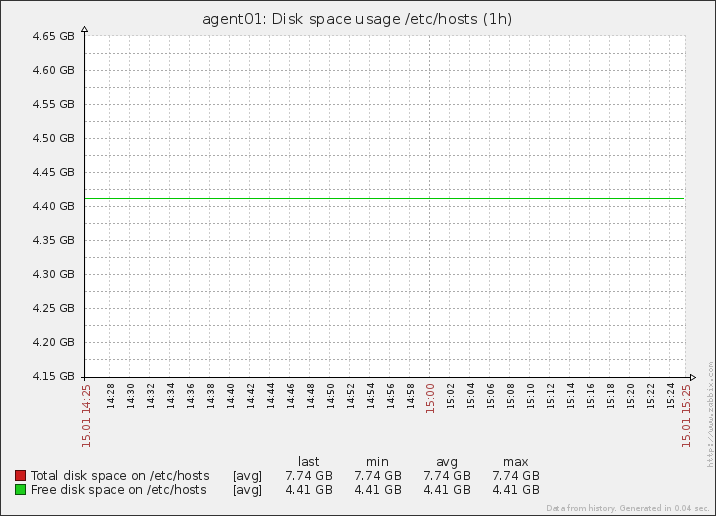 agent01: Disk space usage /etc/hosts (1h)
4.65 GB
4.60 GB
4.55 GB
4.50 GB
4.45 GB
4.40 GB
4.35 GB
4.30 GB
4.25 GB
4.20 GB
4.15 GB
15.01 14:25
14:28
14:30
14:32
14:34
14:36
14:38
14:40
14:42
14:44
14:46
14:48
14:50
14:52
14:54
14:56
14:58
15:00
15:02
15:04
15:06
15:08
15:10
15:12
15:14
15:16
15:18
15:20
15:22
15:24
15.01 15:25
http://www.zabbix.com
last min avg max
Total disk space on /etc/hosts [avg] 7.74 GB 7.74 GB 7.74 GB 7.74 GB
Free disk space on /etc/hosts [avg] 4.41 GB 4.41 GB 4.41 GB 4.41 GB
Data from history. Generated in 0.04 sec.